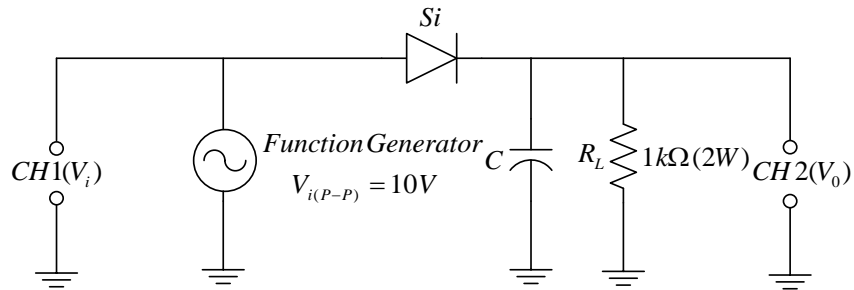 Si
CH1(V_i)
Function Generator
V_{i(P−P)} = 10V
C
R_L
1kΩ(2W)
CH2(V_0)